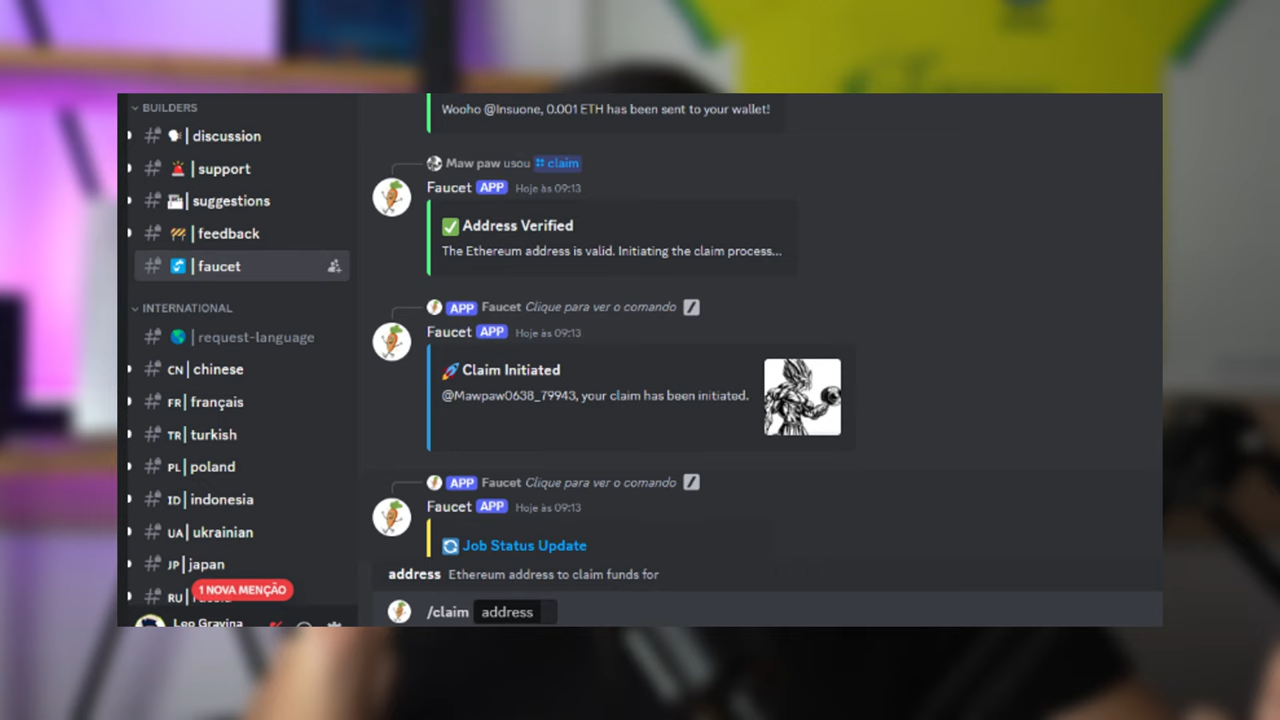 BUILDERS
| discussion
| support
| suggestions
| feedback
| faucet
INTERNATIONAL
| request-language
CN | chinese
FR | français
TR | turkish
PL | poland
ID | indonesia
UA | ukrainian
JP | japan
RU |
1 NOVA MENÇÃO
Leo Gravina
Wooho @Insuone, 0.001 ETH has been sent to your wallet!
Maw paw usou claim
Faucet APP Hoje às 09:13
Address Verified
The Ethereum address is valid. Initiating the claim process...
APP Faucet Clique para ver o comando
Faucet APP Hoje às 09:13
Claim Initiated
@Mawpaw0638_79943, your claim has been initiated.
APP Faucet Clique para ver o comando
Faucet APP Hoje às 09:13
Job Status Update
address Ethereum address to claim funds for
/claim address